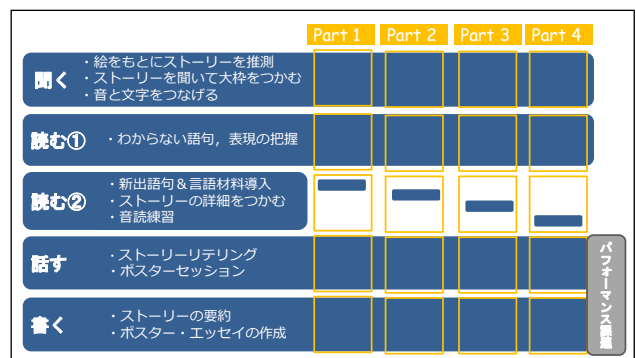 Part 1 Part 2 Part 3 Part 4
聞く
・絵をもとにストーリーを推測
・ストーリーを聞いて大枠をつかむ
・音と文字をつなげる
読む①
・わからない語句，表現の把握
読む②
・新出語句＆言語材料導入
・ストーリーの詳細をつかむ
・音読練習
話す
・ストーリーリテリング
・ポスターセッション
書く
・ストーリーの要約
・ポスター・エッセイの作成
パフォーマンス課題